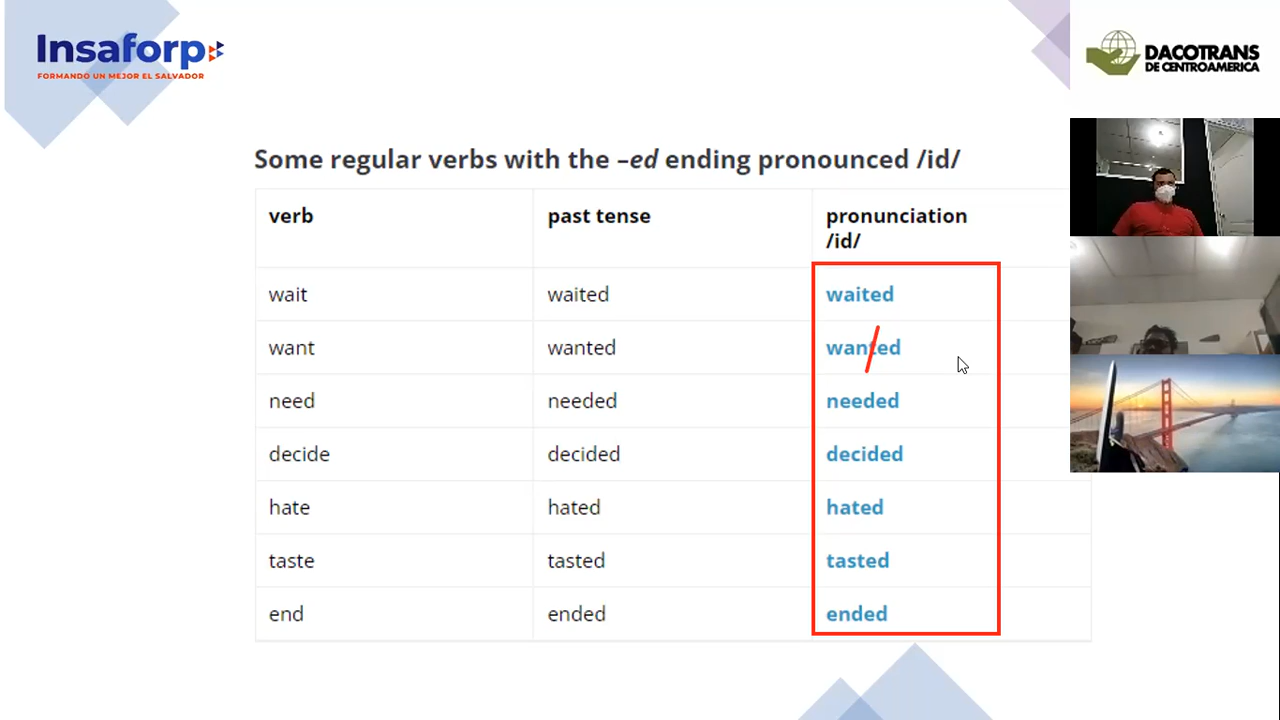 Insaforp
FORMANDO UN MEJOR EL SALVADOR
DACOTRANS
DE CENTROAMERICA
Some regular verbs with the –ed ending pronounced /id/
verb past tense pronunciation /id/
wait waited waited
want wanted wanted
need needed needed
decide decided decided
hate hated hated
taste tasted tasted
end ended ended